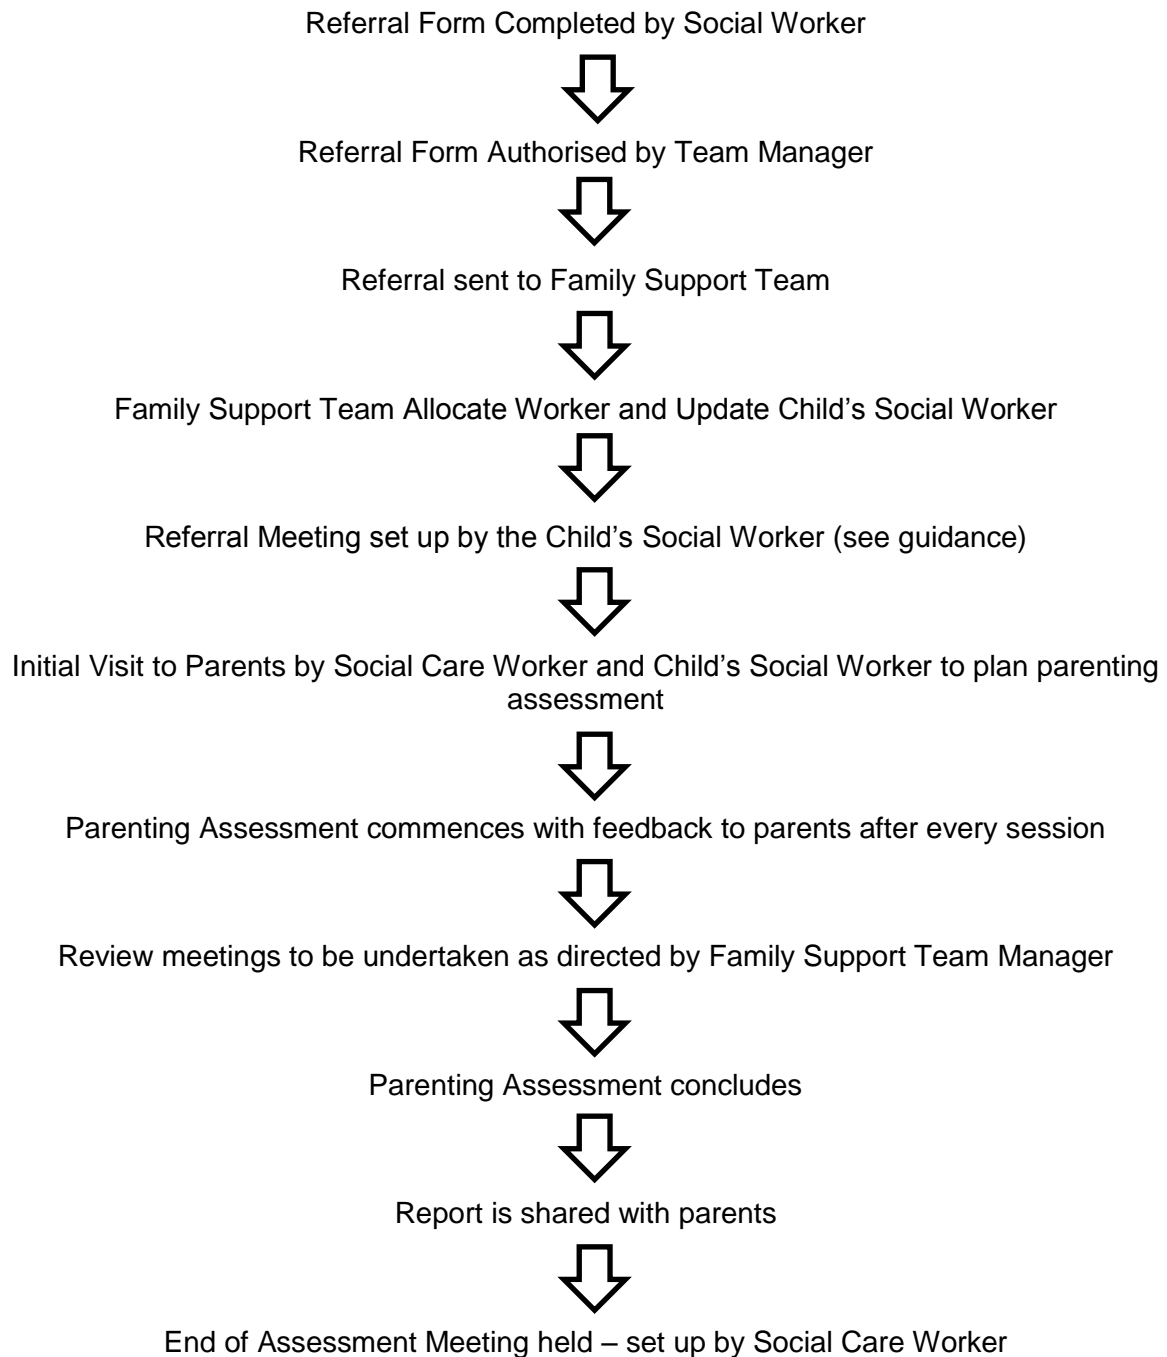 Referral Form Completed by Social Worker
Referral Form Authorised by Team Manager
Referral sent to Family Support Team
Family Support Team Allocate Worker and Update Child’s Social Worker
Referral Meeting set up by the Child’s Social Worker (see guidance)
Initial Visit to Parents by Social Care Worker and Child’s Social Worker to plan parenting
assessment
Parenting Assessment commences with feedback to parents after every session
Review meetings to be undertaken as directed by Family Support Team Manager
Parenting Assessment concludes
Report is shared with parents
End of Assessment Meeting held – set up by Social Care Worker